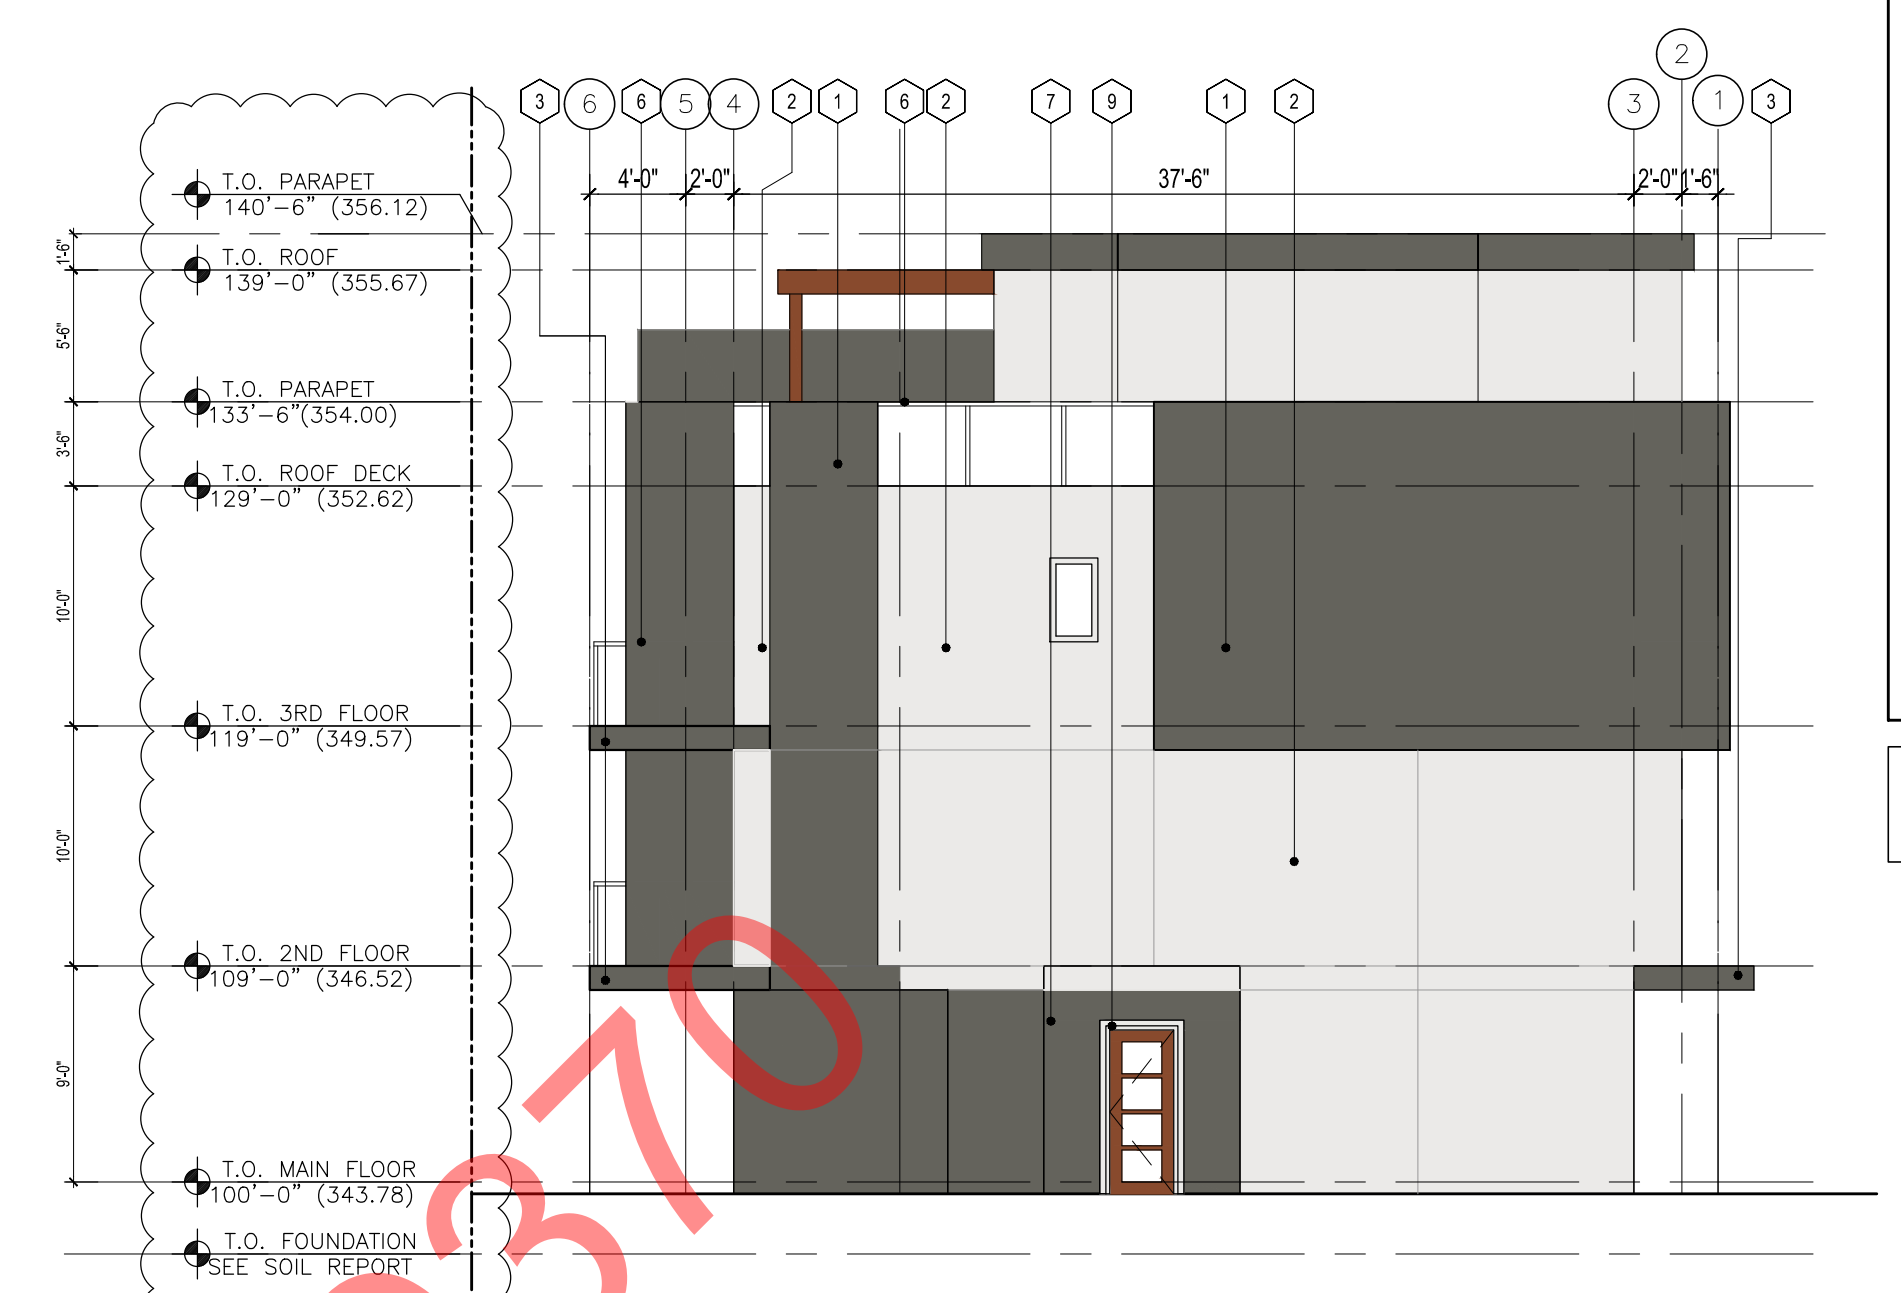 2
3 6 6 5 4 2 1 6 2 7 9 1 2 3 1 3
4'-0" 2'-0" 37'-6" 2'-0" 1'-6"
T.O. PARAPET
140'-6" (356.12)
1'-6"
T.O. ROOF
139'-0" (355.67)
5'-6"
T.O. PARAPET
133'-6"(354.00)
3'-6"
T.O. ROOF DECK
129'-0" (352.62)
10'-0"
T.O. 3RD FLOOR
119'-0" (349.57)
10'-0"
T.O. 2ND FLOOR
109'-0" (346.52)
9'-0"
T.O. MAIN FLOOR
100'-0" (343.78)
T.O. FOUNDATION
SEE SOIL REPORT
370